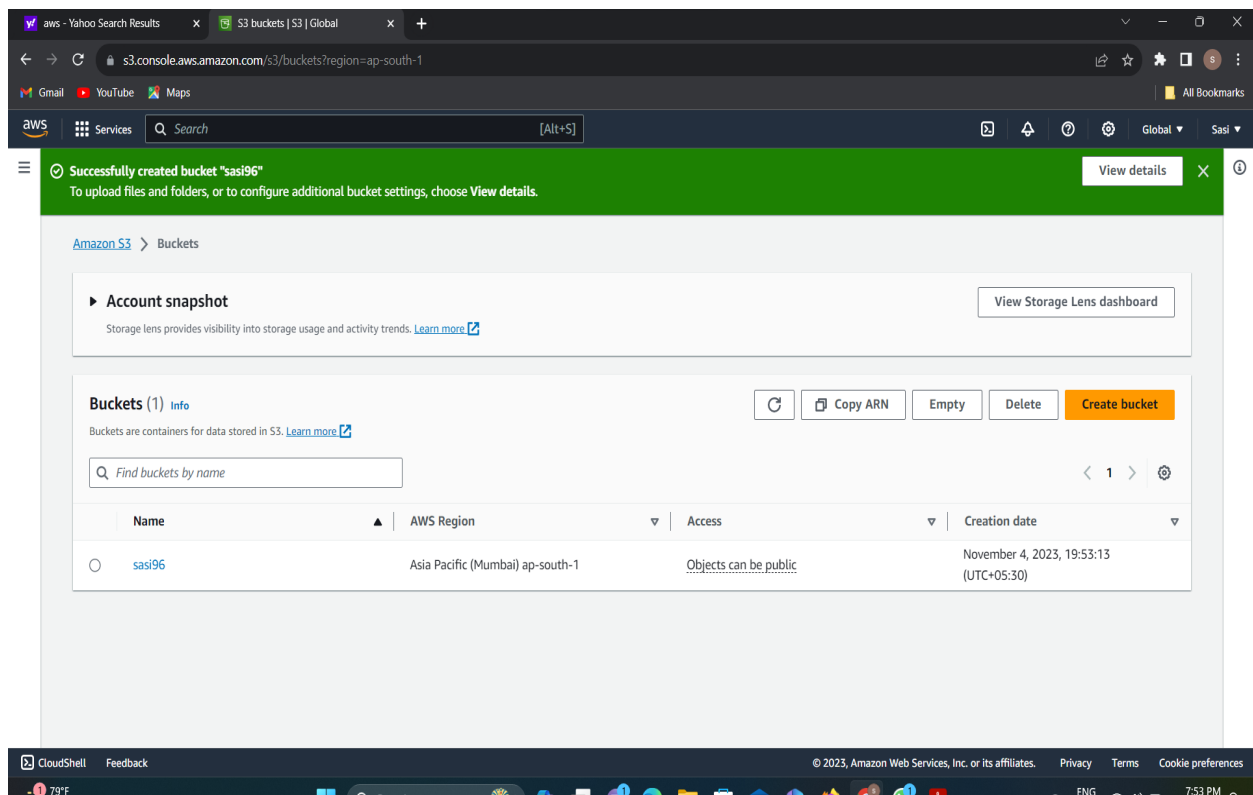 aws - Yahoo Search Results
S3 buckets | S3 | Global
s3.console.aws.amazon.com/s3/buckets?region=ap-south-1
S
Gmail YouTube Maps All Bookmarks
aws Services Search [Alt+S] Global Sasi
Successfully created bucket "sasi96"
To upload files and folders, or to configure additional bucket settings, choose View details.
View details
Amazon S3 > Buckets
Account snapshot
View Storage Lens dashboard
Storage lens provides visibility into storage usage and activity trends. Learn more
Buckets (1) Info
Copy ARN Empty Delete Create bucket
Buckets are containers for data stored in S3. Learn more
Find buckets by name
1
Name AWS Region Access Creation date
sasi96 Asia Pacific (Mumbai) ap-south-1 Objects can be public November 4, 2023, 19:53:13
(UTC+05:30)
CloudShell Feedback © 2023, Amazon Web Services, Inc. or its affiliates. Privacy Terms Cookie preferences
1 79°F ENG 7:53 PM